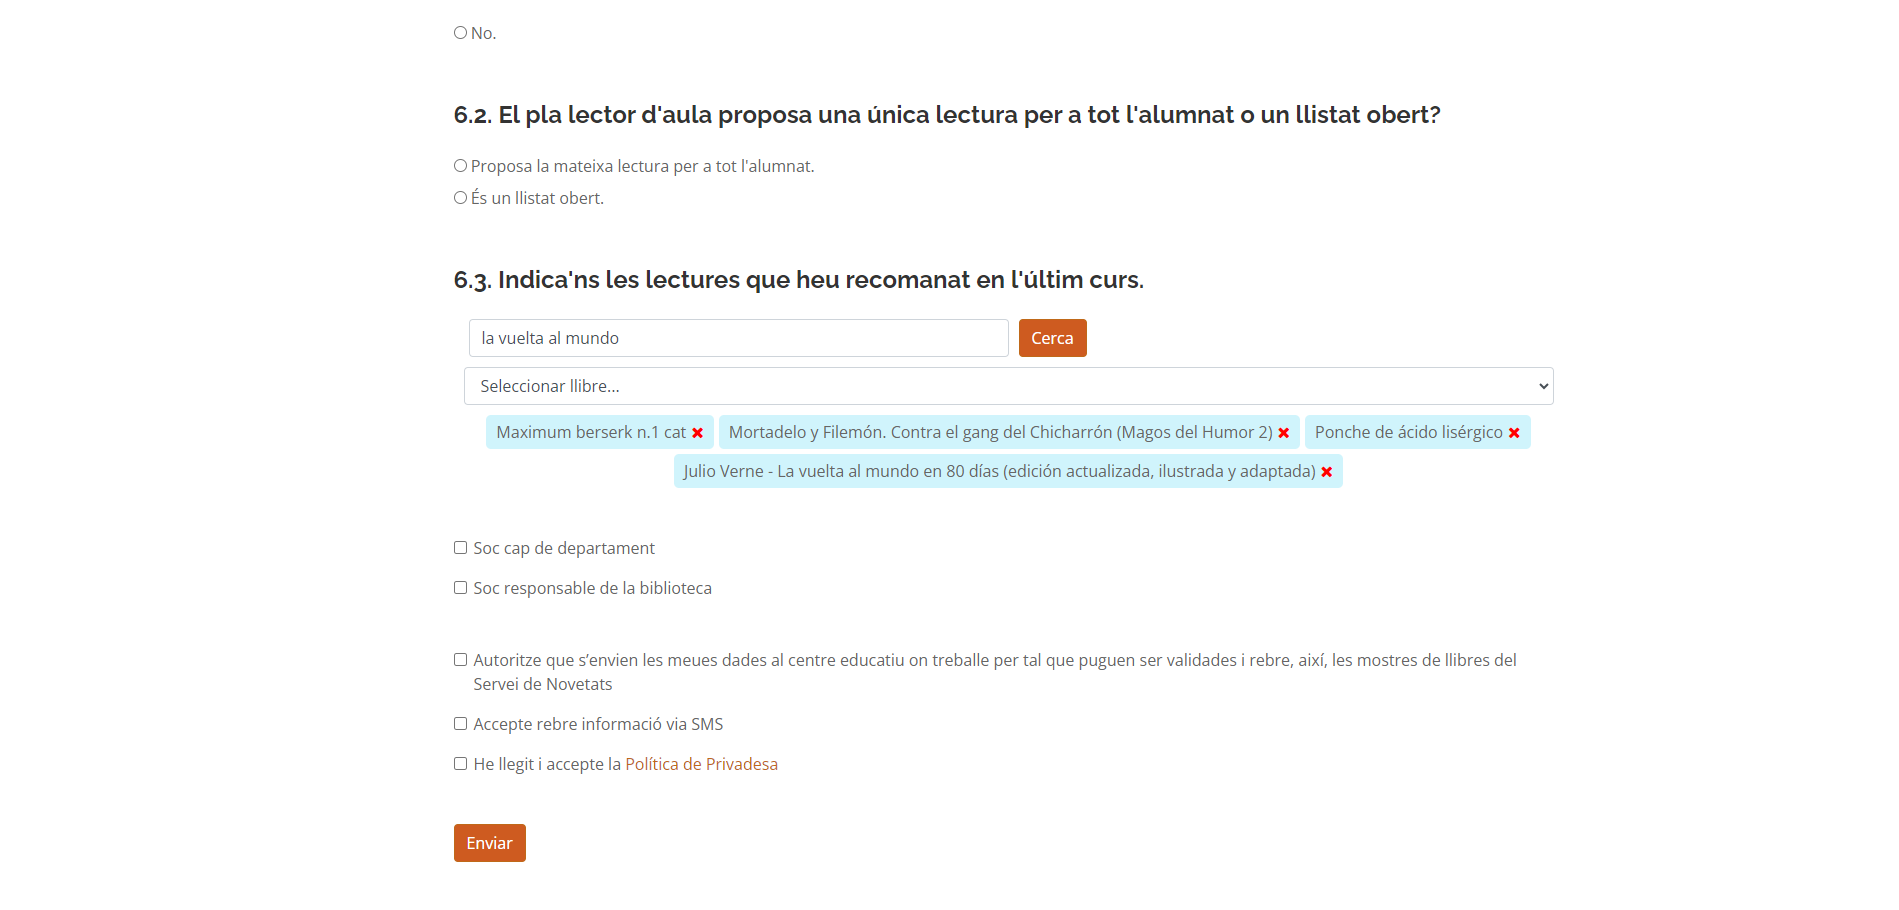 No.
6.2. El pla lector d'aula proposa una única lectura per a tot l'alumnat o un llistat obert?
Proposa la mateixa lectura per a tot l'alumnat.
És un llistat obert.
6.3. Indica'ns les lectures que heu recomanat en l'últim curs.
la vuelta al mundo
Cerca
Seleccionar llibre...
Maximum berserk n.1 cat
Mortadelo y Filemón. Contra el gang del Chicharrón (Magos del Humor 2)
Ponche de ácido lisérgico
Julio Verne - La vuelta al mundo en 80 días (edición actualizada, ilustrada y adaptada)
Soc cap de departament
Soc responsable de la biblioteca
Autoritze que s’envien les meues dades al centre educatiu on treballe per tal que puguen ser validades i rebre, així, les mostres de llibres del
Servei de Novetats
Accepte rebre informació via SMS
He llegit i accepte la Política de Privadesa
Enviar